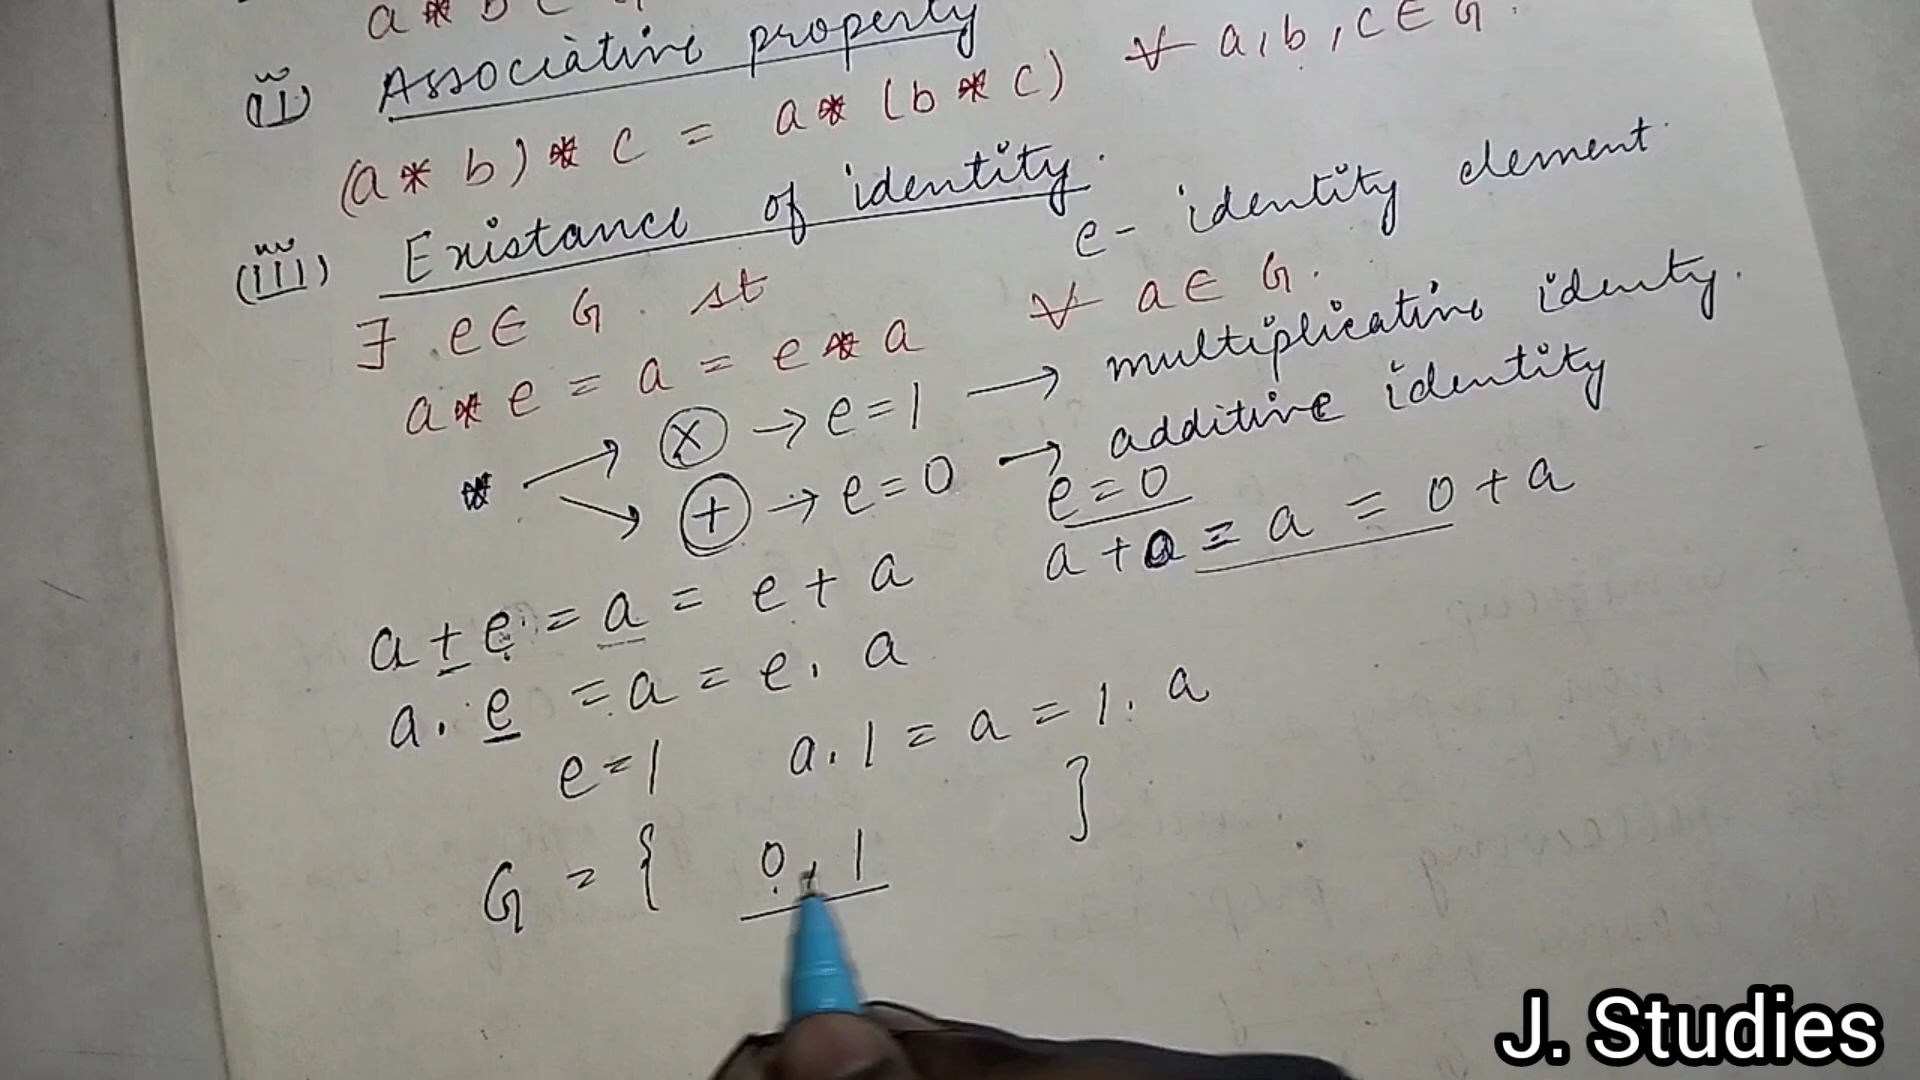 a * b ∈ G
(ii) Associative property
(a * b) * c = a * (b * c) ∀ a, b, c ∈ G.
(iii) Existance of identity.
e - identity element.
∃ e ∈ G. st
a * e = a = e * a ∀ a ∈ G.
* → × → e = 1 → multiplicative identy.
→ + → e = 0 → additive identity
e = 0
a + e = a = e + a
a + 0 = a = 0 + a
a . e = a = e . a
e = 1 a . 1 = a = 1 . a
G = { 0, 1 }
J. Studies